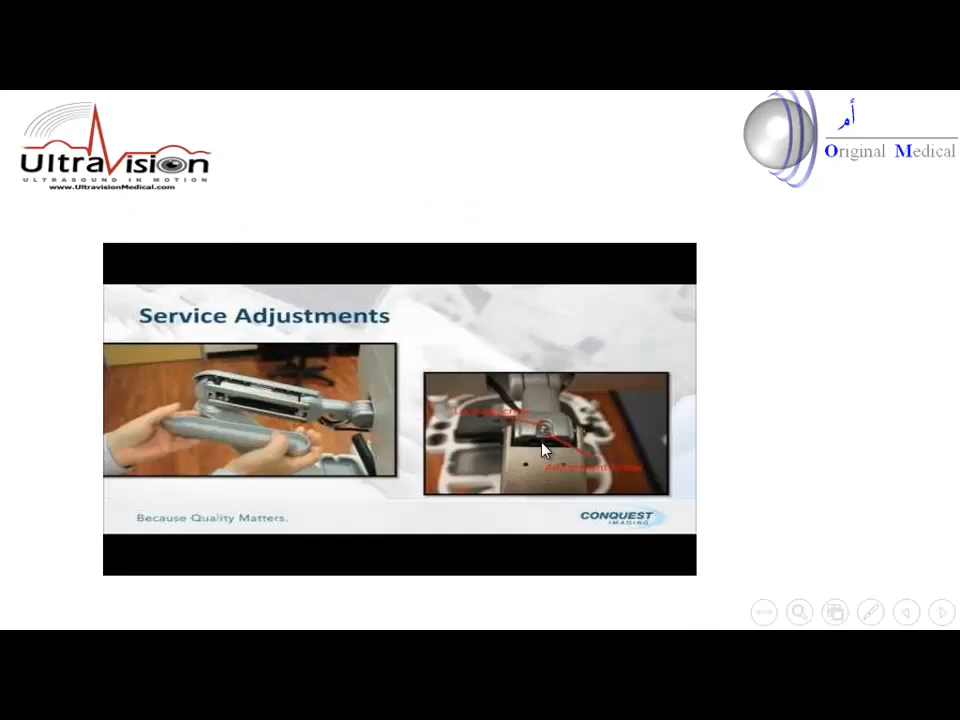 UltraVision
ULTRASOUND IN MOTION
www.UltravisionMedical.com
أم
Original Medical
Service Adjustments
Because Quality Matters.
CONQUEST
IMAGING